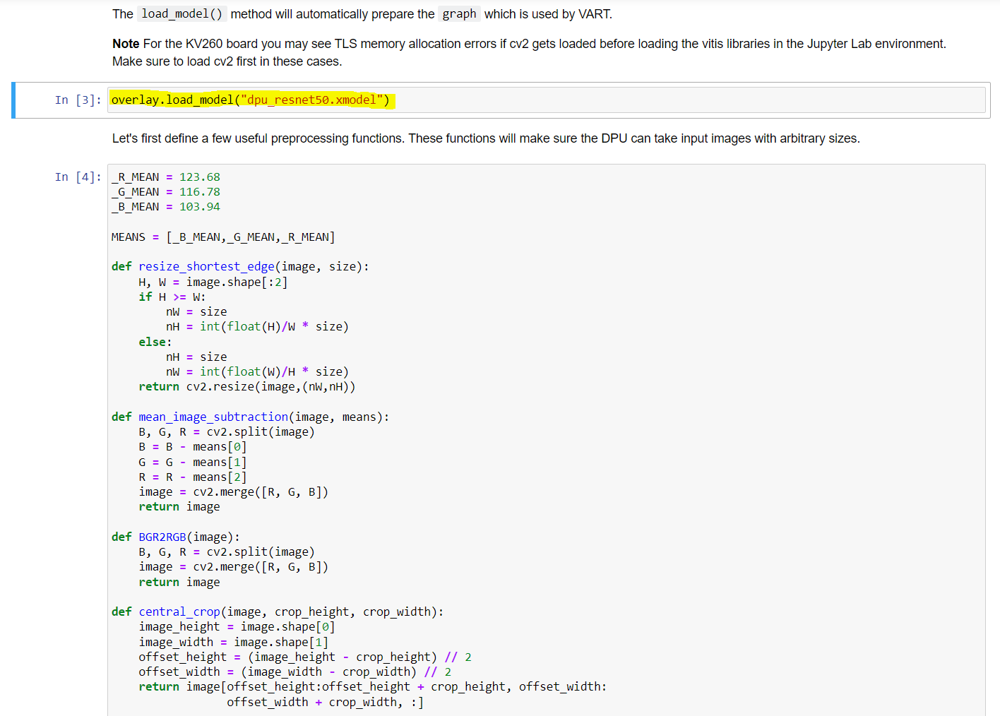 The load_model() method will automatically prepare the graph which is used by VART.
Note For the KV260 board you may see TLS memory allocation errors if cv2 gets loaded before loading the vitis libraries in the Jupyter Lab environment.
Make sure to load cv2 first in these cases.
In [3]: overlay.load_model("dpu_resnet50.xmodel")
Let's first define a few useful preprocessing functions. These functions will make sure the DPU can take input images with arbitrary sizes.
In [4]: _R_MEAN = 123.68
_G_MEAN = 116.78
_B_MEAN = 103.94
MEANS = [_B_MEAN,_G_MEAN,_R_MEAN]
def resize_shortest_edge(image, size):
    H, W = image.shape[:2]
    if H >= W:
        nW = size
        nH = int(float(H)/W * size)
    else:
        nH = size
        nW = int(float(W)/H * size)
    return cv2.resize(image,(nW,nH))
def mean_image_subtraction(image, means):
    B, G, R = cv2.split(image)
    B = B - means[0]
    G = G - means[1]
    R = R - means[2]
    image = cv2.merge([R, G, B])
    return image
def BGR2RGB(image):
    B, G, R = cv2.split(image)
    image = cv2.merge([R, G, B])
    return image
def central_crop(image, crop_height, crop_width):
    image_height = image.shape[0]
    image_width = image.shape[1]
    offset_height = (image_height - crop_height) // 2
    offset_width = (image_width - crop_width) // 2
    return image[offset_height:offset_height + crop_height, offset_width:
                 offset_width + crop_width, :]